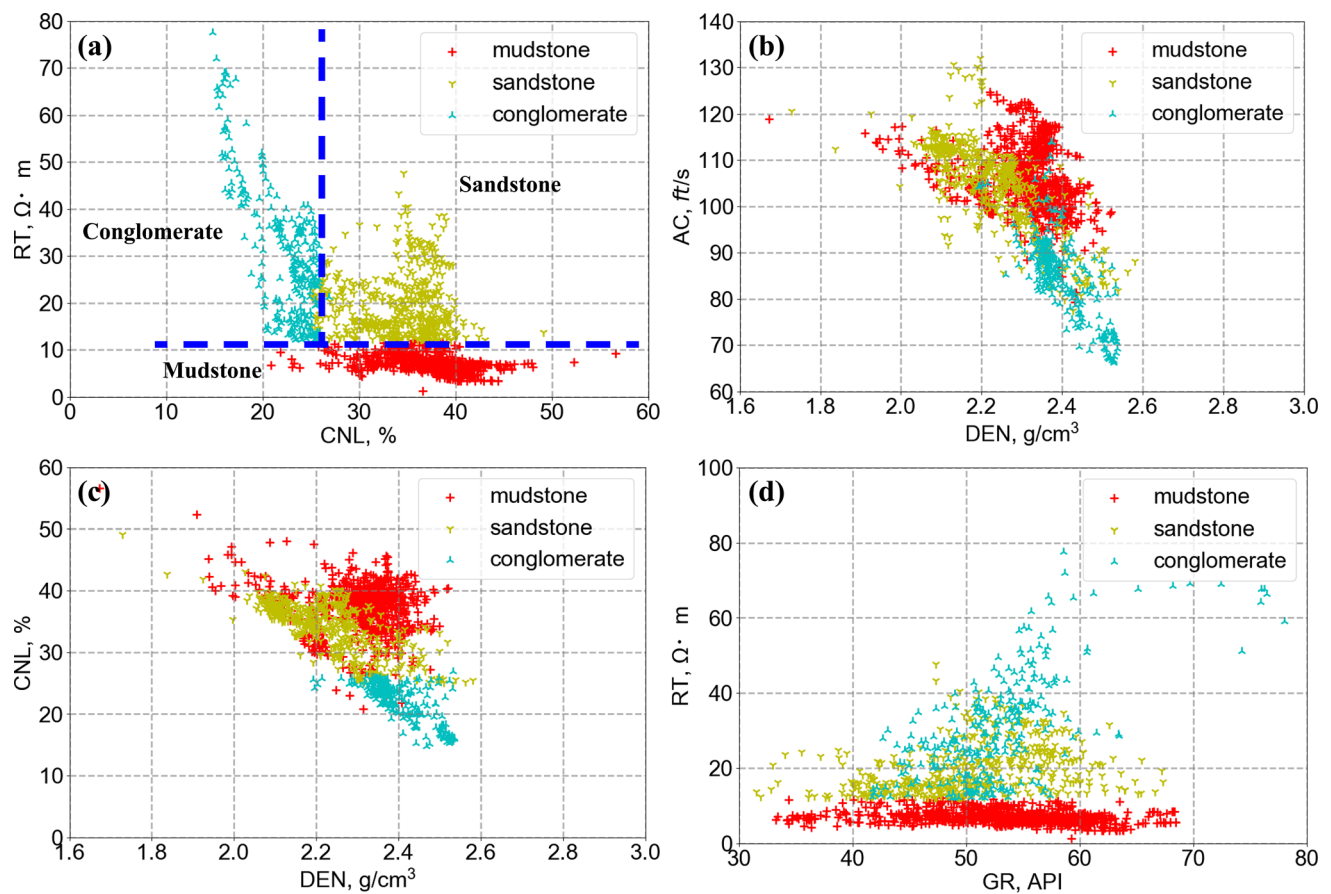 (a)
mudstone
sandstone
conglomerate
Sandstone
Conglomerate
Mudstone
80
70
60
50
40
30
20
10
0
RT, Ω· m
0 10 20 30 40 50 60
CNL, %
(b)
mudstone
sandstone
conglomerate
140
130
120
110
100
90
80
70
60
AC, ft/s
1.6 1.8 2.0 2.2 2.4 2.6 2.8 3.0
DEN, g/cm³
(c)
mudstone
sandstone
conglomerate
60
50
40
30
20
10
0
CNL, %
1.6 1.8 2.0 2.2 2.4 2.6 2.8 3.0
DEN, g/cm³
(d)
mudstone
sandstone
conglomerate
100
80
60
40
20
0
RT, Ω· m
30 40 50 60 70 80
GR, API